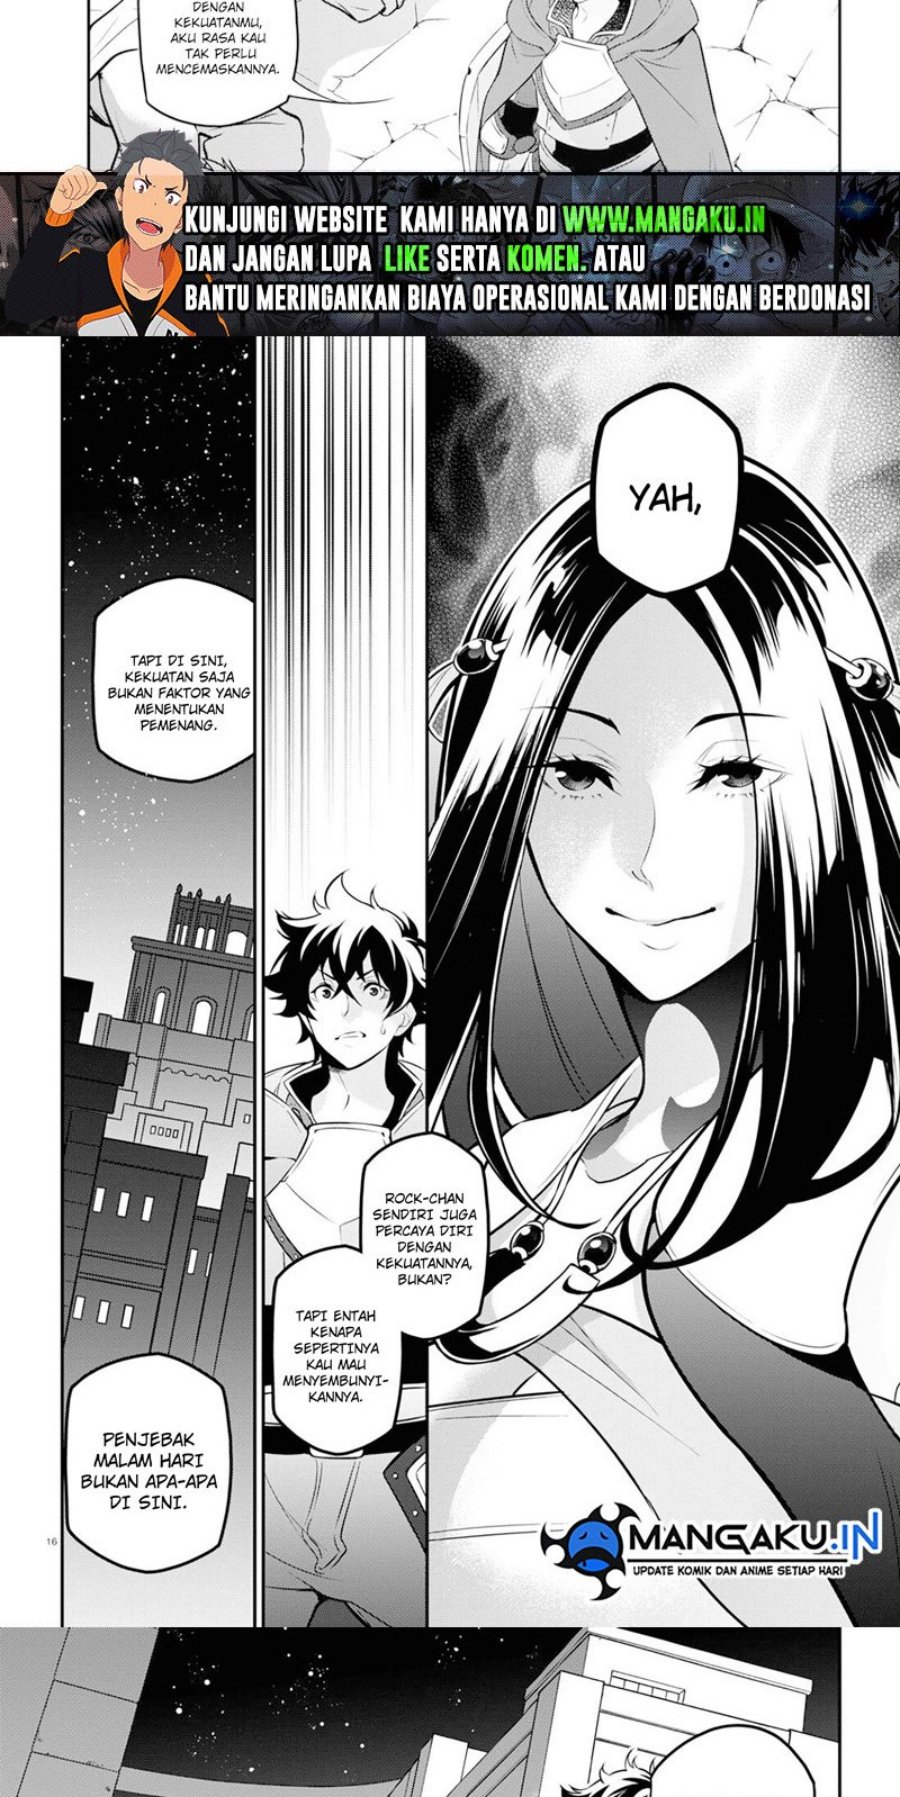 DENGAN
KEKUATANMU,
AKU RASA KAU
TAK PERLU
MENCEMASKANNYA.
KUNJUNGI WEBSITE KAMI HANYA DI WWW.MANGAKU.IN
DAN JANGAN LUPA LIKE SERTA KOMEN. ATAU
BANTU MERINGANKAN BIAYA OPERASIONAL KAMI DENGAN BERDONASI
YAH,
ROCK-CHAN
SENDIRI JUGA
PERCAYA DIRI
DENGAN
KEKUATANNYA,
BUKAN?
TAPI ENTAH
KENAPA
SEPERTINYA
KAU MAU
MENYEMBUNYI-
KANNYA.
TAPI DI SINI,
KEKUATAN SAJA
BUKAN FAKTOR YANG
MENENTUKAN
PEMENANG.
PENJEBAK
MALAM HARI
BUKAN APA-APA
DI SINI.
16
MANGAKU.IN
UPDATE KOMIK DAN ANIME SETIAP HARI